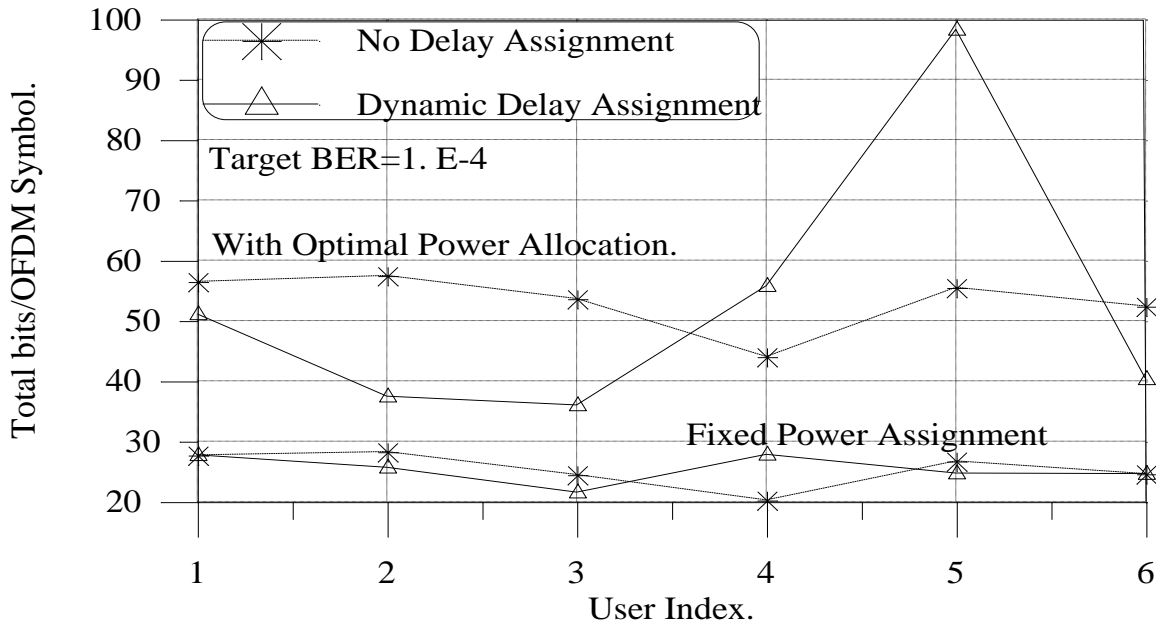 100
90
80
70
60
50
40
30
20
Total bits/OFDM Symbol.
No Delay Assignment
Dynamic Delay Assignment
Target BER=1. E-4
With Optimal Power Allocation.
Fixed Power Assignment
1 2 3 4 5 6
User Index.